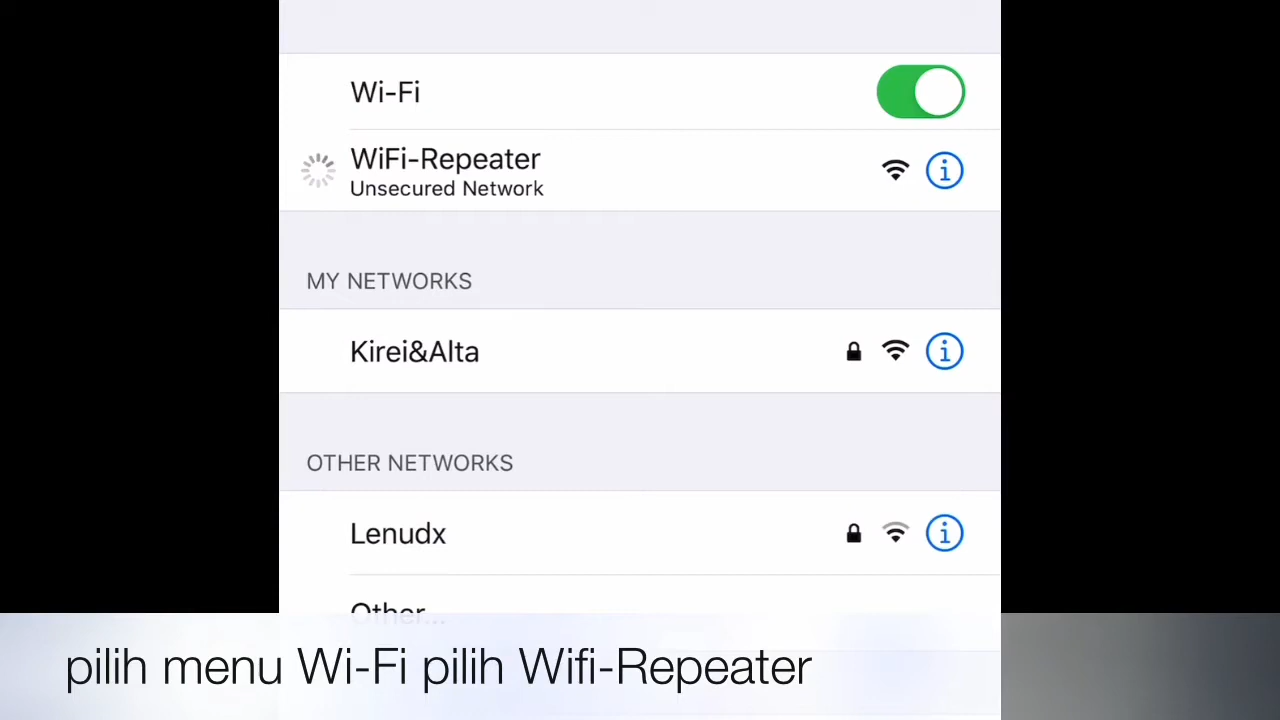 Wi-Fi
WiFi-Repeater
Unsecured Network
MY NETWORKS
Kirei&Alta
OTHER NETWORKS
Lenudx
Other...
pilih menu Wi-Fi pilih Wifi-Repeater